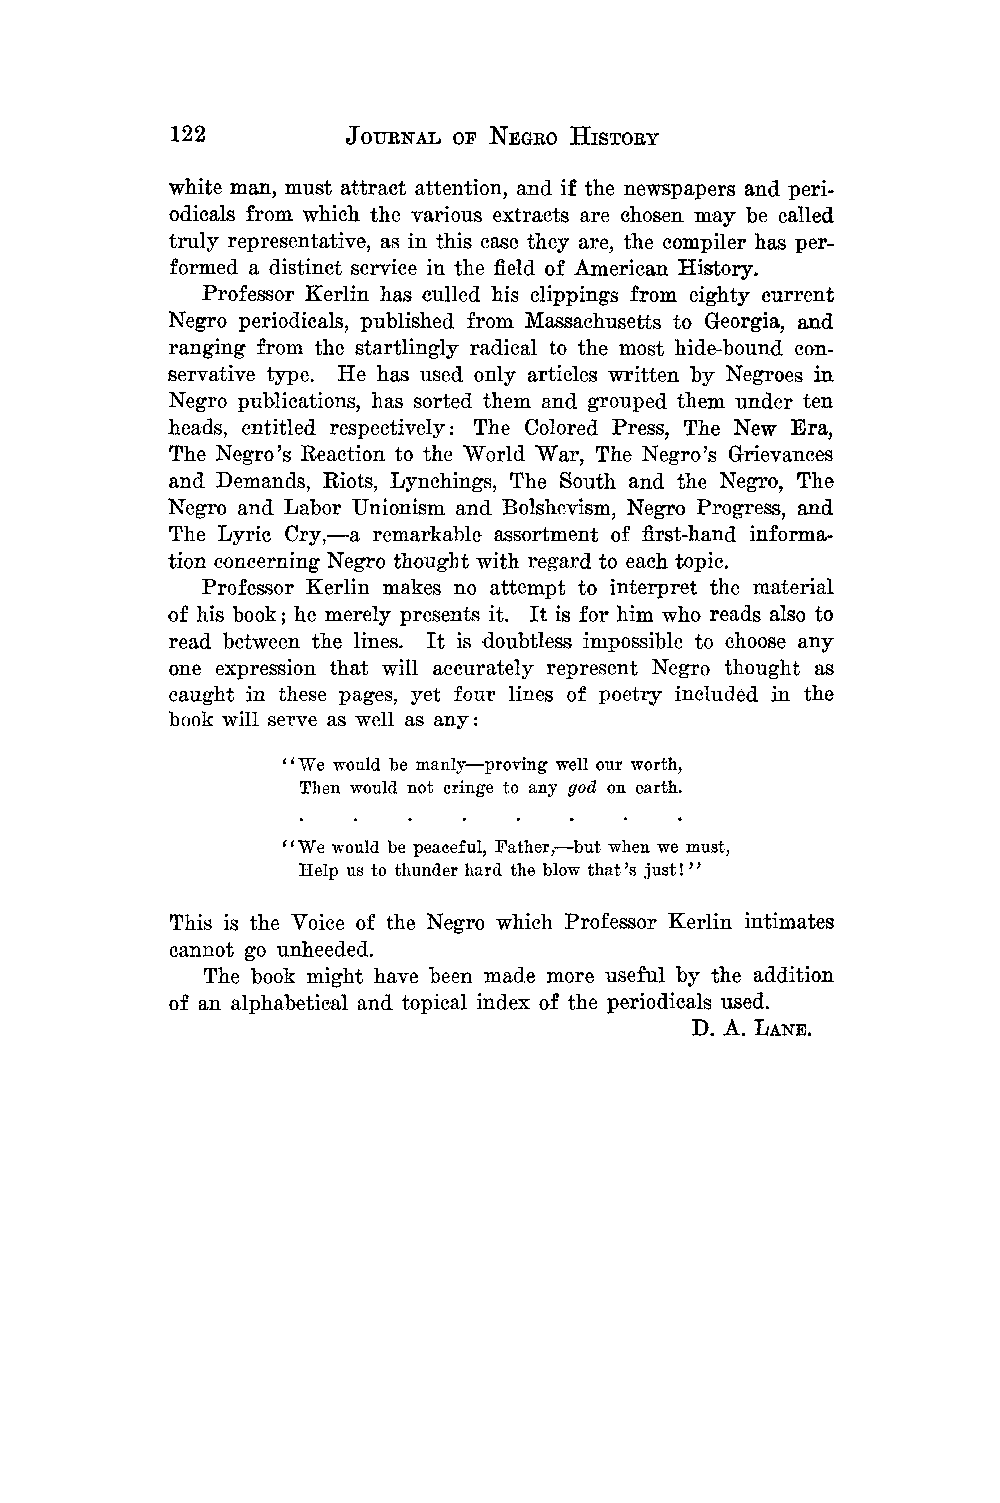 122 JOURNAL OF NEGRO HISTORY
white man, must attract attention, and if the newspapers and peri-
odicals from which the various extracts are chosen may be called
truly representative, as in this case they are, the compiler has per-
formed a distinct service in the field of American History.
Professor Kerlin has culled his clippings from eighty current
Negro periodicals, published from Massachusetts to Georgia, and
ranging from the startlingly radical to the most hide-bound con-
servative type. He has used only articles written by Negroes in
Negro publications, has sorted them and grouped them under ten
heads, entitled respectively: The Colored Press, The New Era,
The Negro's Reaction to the World War, The Negro's Grievances
and Demands, Riots, Lynchings, The South and the Negro, The
Negro and Labor Unionism and Bolshevism, Negro Progress, and
The Lyric Cry,—a remarkable assortment of first-hand informa-
tion concerning Negro thought with regard to each topic.
Professor Kerlin makes no attempt to interpret the material
of his book; he merely presents it. It is for him who reads also to
read between the lines. It is doubtless impossible to choose any
one expression that will accurately represent Negro thought as
caught in these pages, yet four lines of poetry included in the
book will serve as well as any:
"We would be manly—proving well our worth,
Then would not cringe to any god on earth.
. . . . . . . .
"We would be peaceful, Father,—but when we must,
Help us to thunder hard the blow that's just!"
This is the Voice of the Negro which Professor Kerlin intimates
cannot go unheeded.
The book might have been made more useful by the addition
of an alphabetical and topical index of the periodicals used.
D. A. LANE.